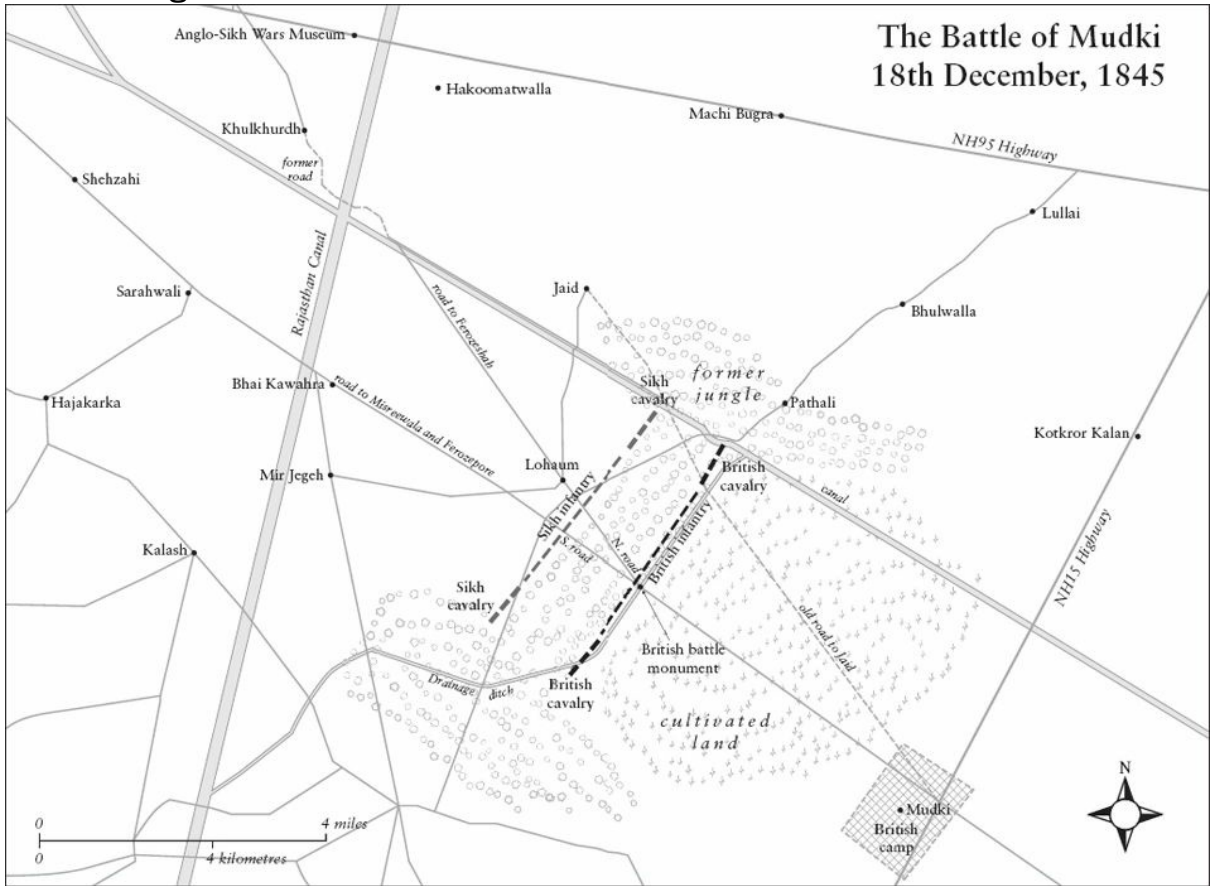 The Battle of Mudki
18th December, 1845
Anglo-Sikh Wars Museum
Hakoomatwalla
Machi Bugra
NH95 Highway
Khulkhurdh
former
road
Shehzahi
Lullai
Rajasthan Canal
Sarahwali
road to Ferozeshah
Jaid
Bhulwalla
former
jungle
Sikh
cavalry
Bhai Kawahra
road to Misreewala and Ferozepore
Hajakarka
Pathali
Kotkror Kalan
Lohaum
British
cavalry
Mir Jegeh
canal
Sikh infantry
British infantry
S. road
N. road
Kalash
NH15 Highway
Sikh
cavalry
old road to Jaid
British battle
monument
Drainage ditch
British
cavalry
cultivated
land
N
Mudki
British
camp
0
4 miles
0
4 kilometres